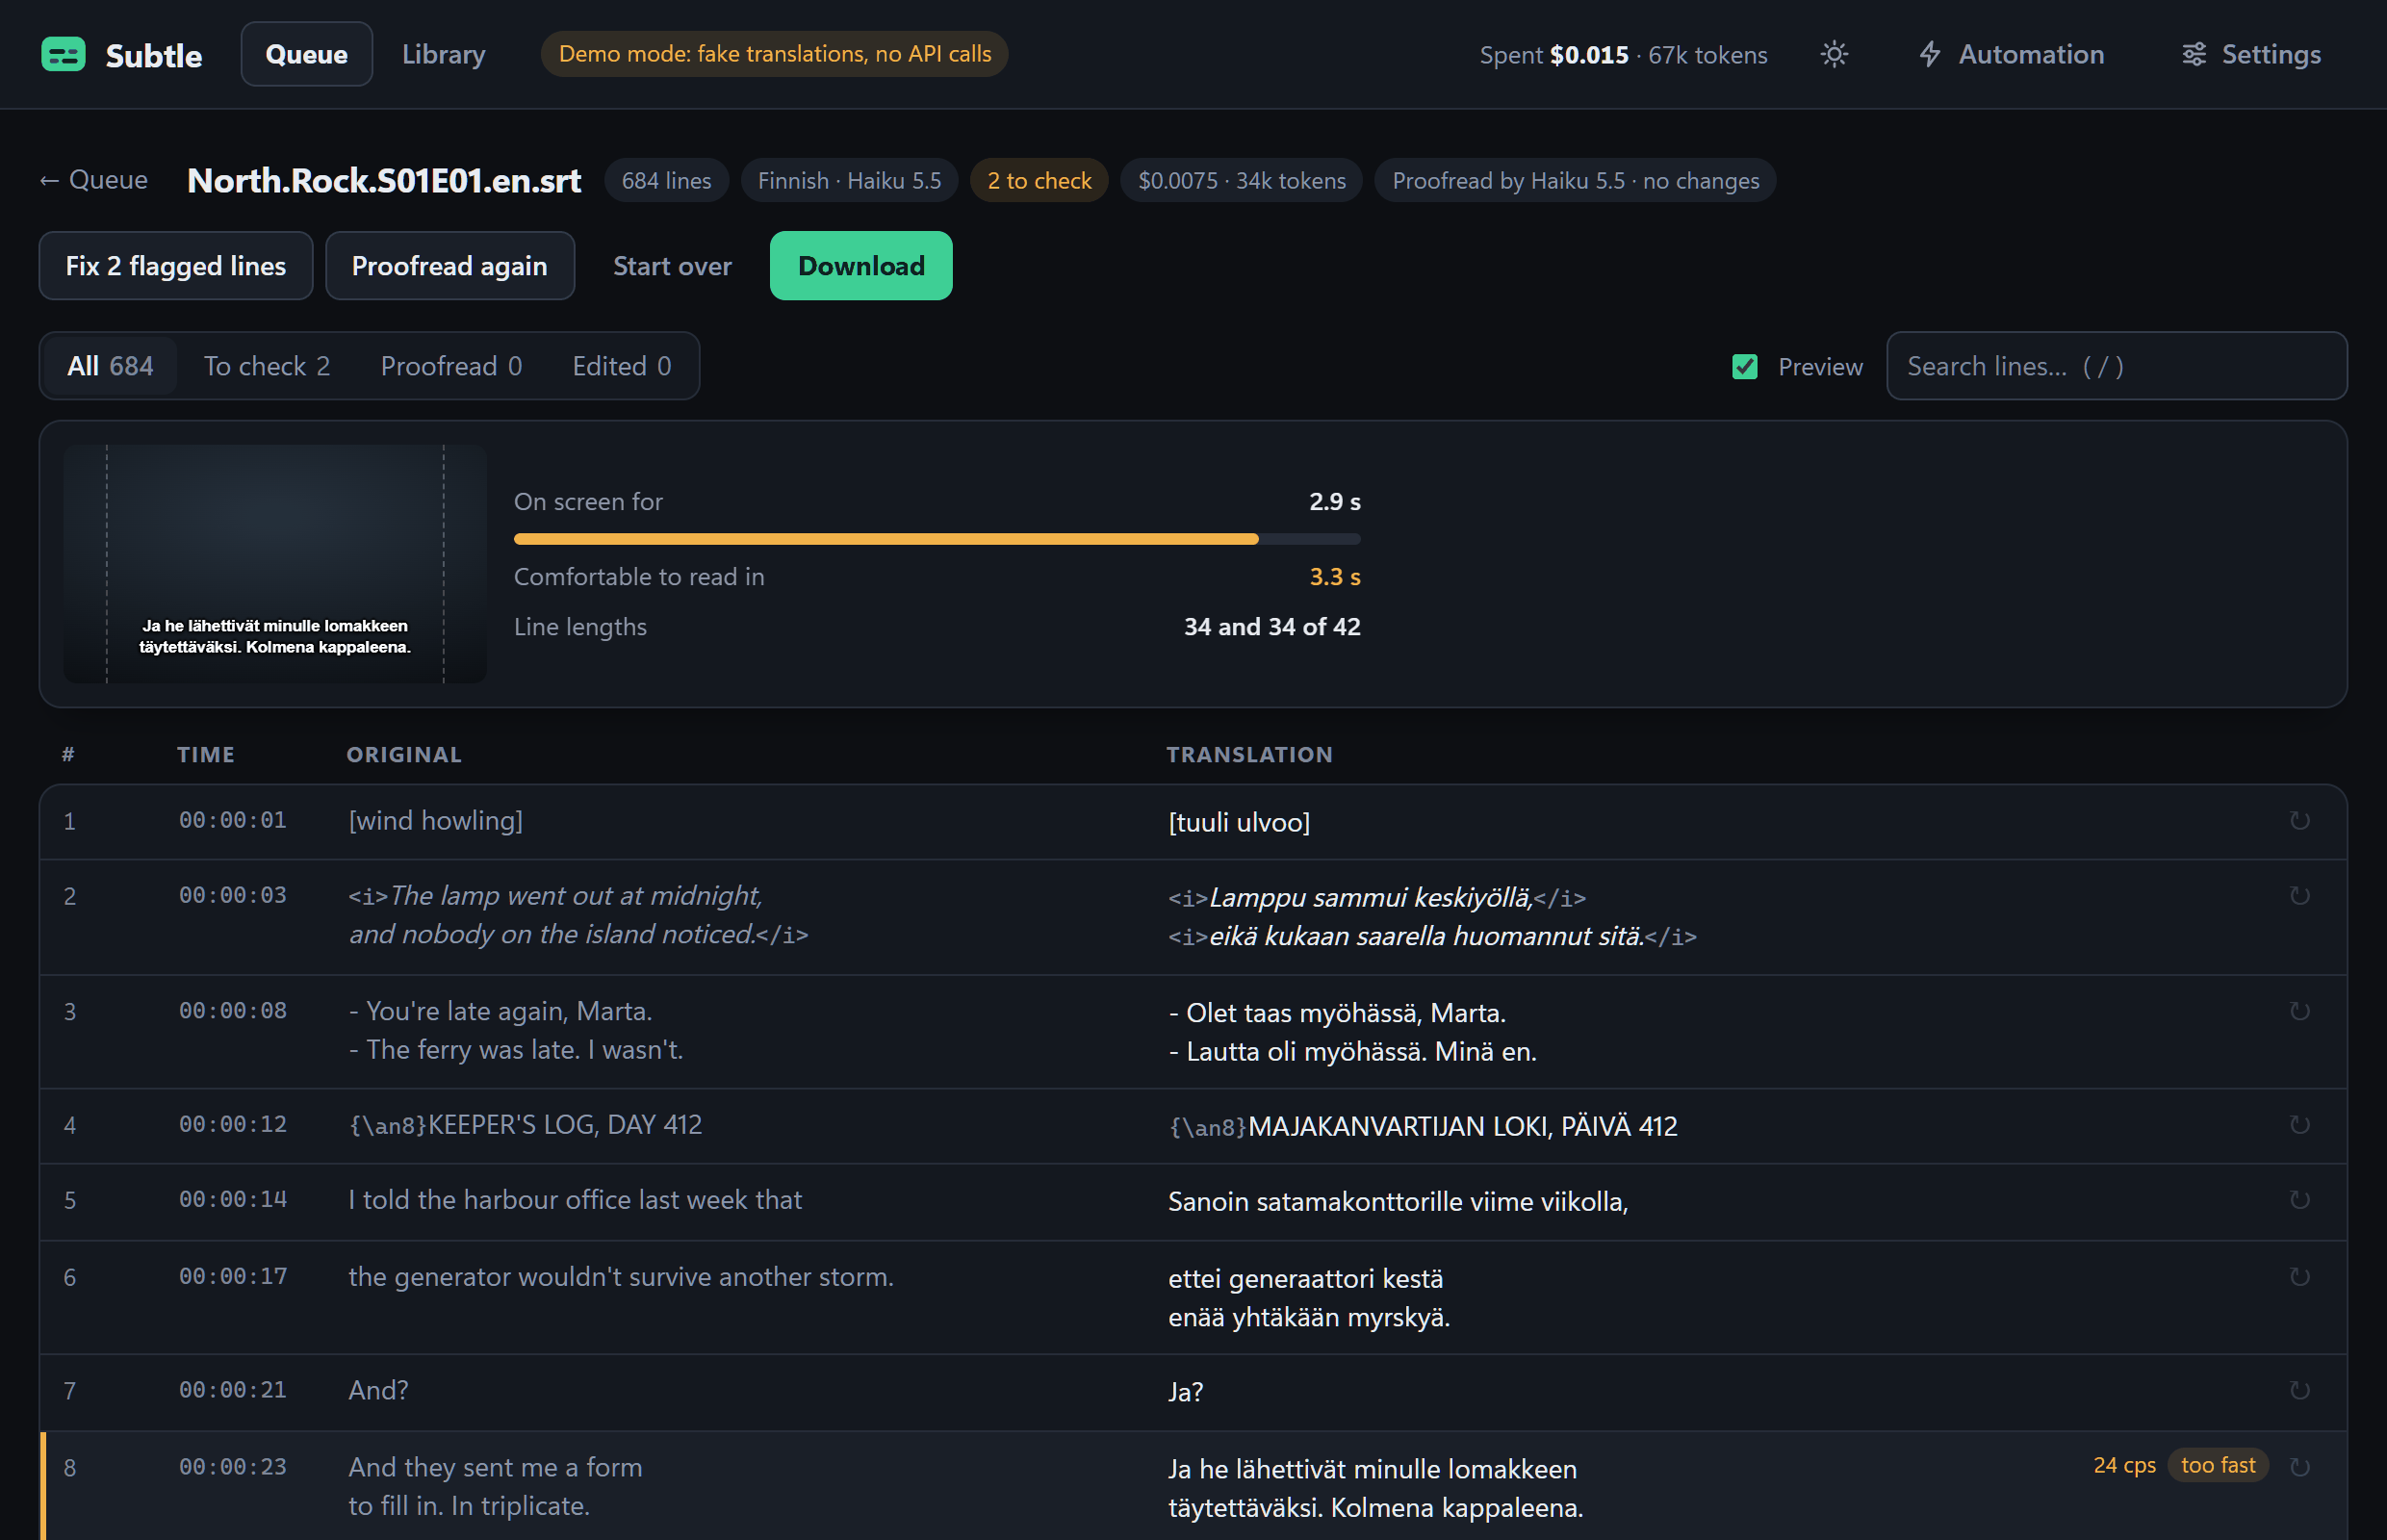 Subtle
Queue
Library
Demo mode: fake translations, no API calls
Spent $0.015 · 67k tokens
Automation
Settings
← Queue
North.Rock.S01E01.en.srt
684 lines
Finnish · Haiku 5.5
2 to check
$0.0075 · 34k tokens
Proofread by Haiku 5.5 · no changes
Fix 2 flagged lines
Proofread again
Start over
Download
All 684
To check 2
Proofread 0
Edited 0
Preview
Search lines... ( / )
Ja he lähettivät minulle lomakkeen
täytettäväksi. Kolmena kappaleena.
On screen for 2.9 s
Comfortable to read in 3.3 s
Line lengths 34 and 34 of 42
# TIME ORIGINAL TRANSLATION
1 00:00:01 [wind howling] [tuuli ulvoo]
2 00:00:03 <i>The lamp went out at midnight, <i>Lamppu sammui keskiyöllä,</i>
and nobody on the island noticed.</i> <i>eikä kukaan saarella huomannut sitä.</i>
3 00:00:08 - You're late again, Marta. - Olet taas myöhässä, Marta.
- The ferry was late. I wasn't. - Lautta oli myöhässä. Minä en.
4 00:00:12 {\an8}KEEPER'S LOG, DAY 412 {\an8}MAJAKANVARTIJAN LOKI, PÄIVÄ 412
5 00:00:14 I told the harbour office last week that Sanoin satamakonttorille viime viikolla,
6 00:00:17 the generator wouldn't survive another storm. ettei generaattori kestä
enää yhtäkään myrskyä.
7 00:00:21 And? Ja?
8 00:00:23 And they sent me a form Ja he lähettivät minulle lomakkeen 24 cps too fast
to fill in. In triplicate. täytettäväksi. Kolmena kappaleena.